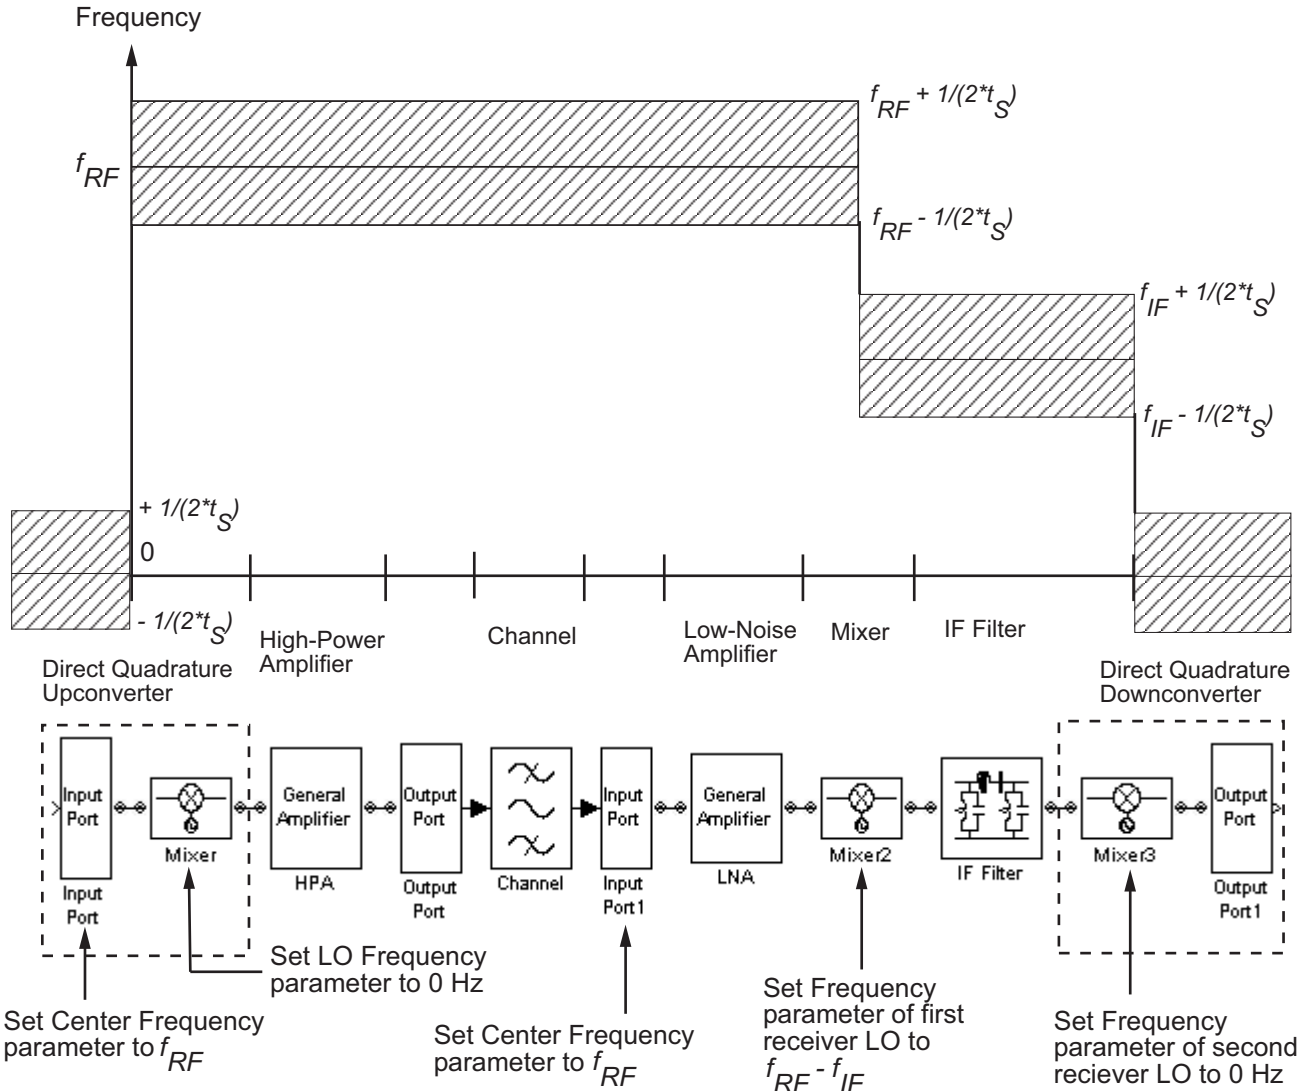 Frequency
f_RF + 1/(2*t_S)
f_RF
f_RF - 1/(2*t_S)
f_IF + 1/(2*t_S)
f_IF - 1/(2*t_S)
+ 1/(2*t_S)
0
- 1/(2*t_S)
High-Power
Amplifier
Channel
Low-Noise
Amplifier
Mixer
IF Filter
Direct Quadrature
Upconverter
Direct Quadrature
Downconverter
Input
Port
Input
Port
Mixer
General
Amplifier
HPA
Output
Port
Output
Port
Channel
Input
Port
Input
Port1
General
Amplifier
LNA
Mixer2
IF Filter
Mixer3
Output
Port
Output
Port1
Set Center Frequency
parameter to f_RF
Set LO Frequency
parameter to 0 Hz
Set Center Frequency
parameter to f_RF
Set Frequency
parameter of first
receiver LO to
f_RF - f_IF
Set Frequency
parameter of second
reciever LO to 0 Hz